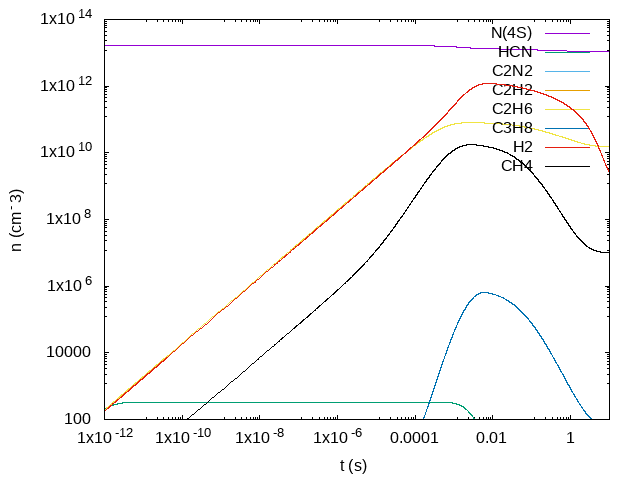 1x10 14
1x10 12
1x10 10
1x10 8
1x10 6
10000
100
n (cm- 3)
N(4S)
HCN
C2N2
C2H2
C2H6
C3H8
H2
CH4
1x10 -12 1x10 -10 1x10 -8 1x10 -6 0.0001 0.01 1
t (s)